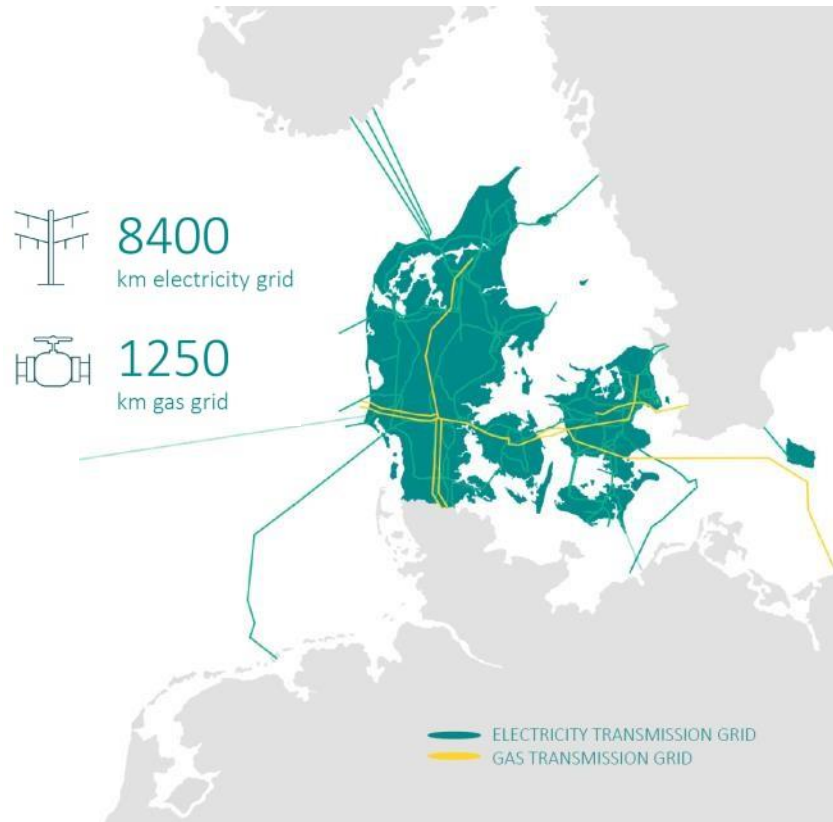 8400
km electricity grid
1250
km gas grid
ELECTRICITY TRANSMISSION GRID
GAS TRANSMISSION GRID